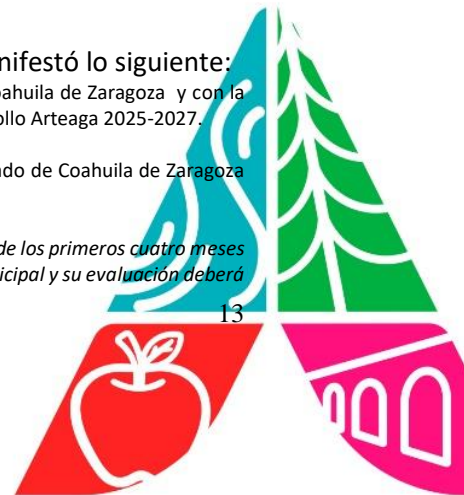 nifestó lo siguiente:
oahuila de Zaragoza y con la
ollo Arteaga 2025-2027.
ado de Coahuila de Zaragoza
de los primeros cuatro meses
icipal y su evaluación deberá
13